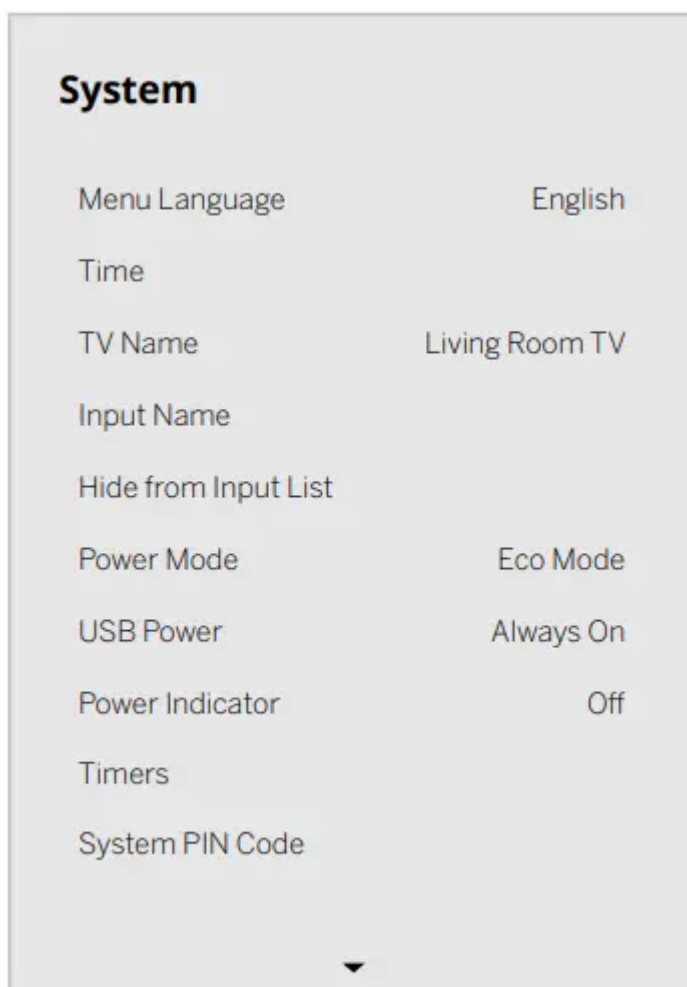 System
Menu Language English
Time
TV Name Living Room TV
Input Name
Hide from Input List
Power Mode Eco Mode
USB Power Always On
Power Indicator Off
Timers
System PIN Code